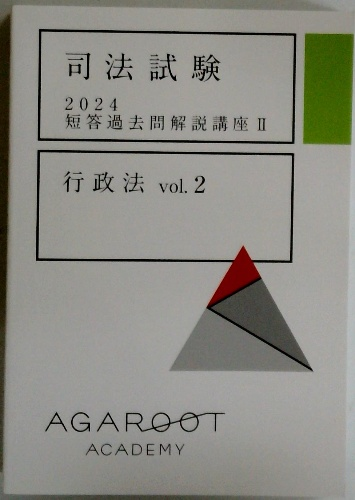 司法試験
2024
短答過去問解説講座Ⅱ
行政法 vol.2
AGAROOT
ACADEMY